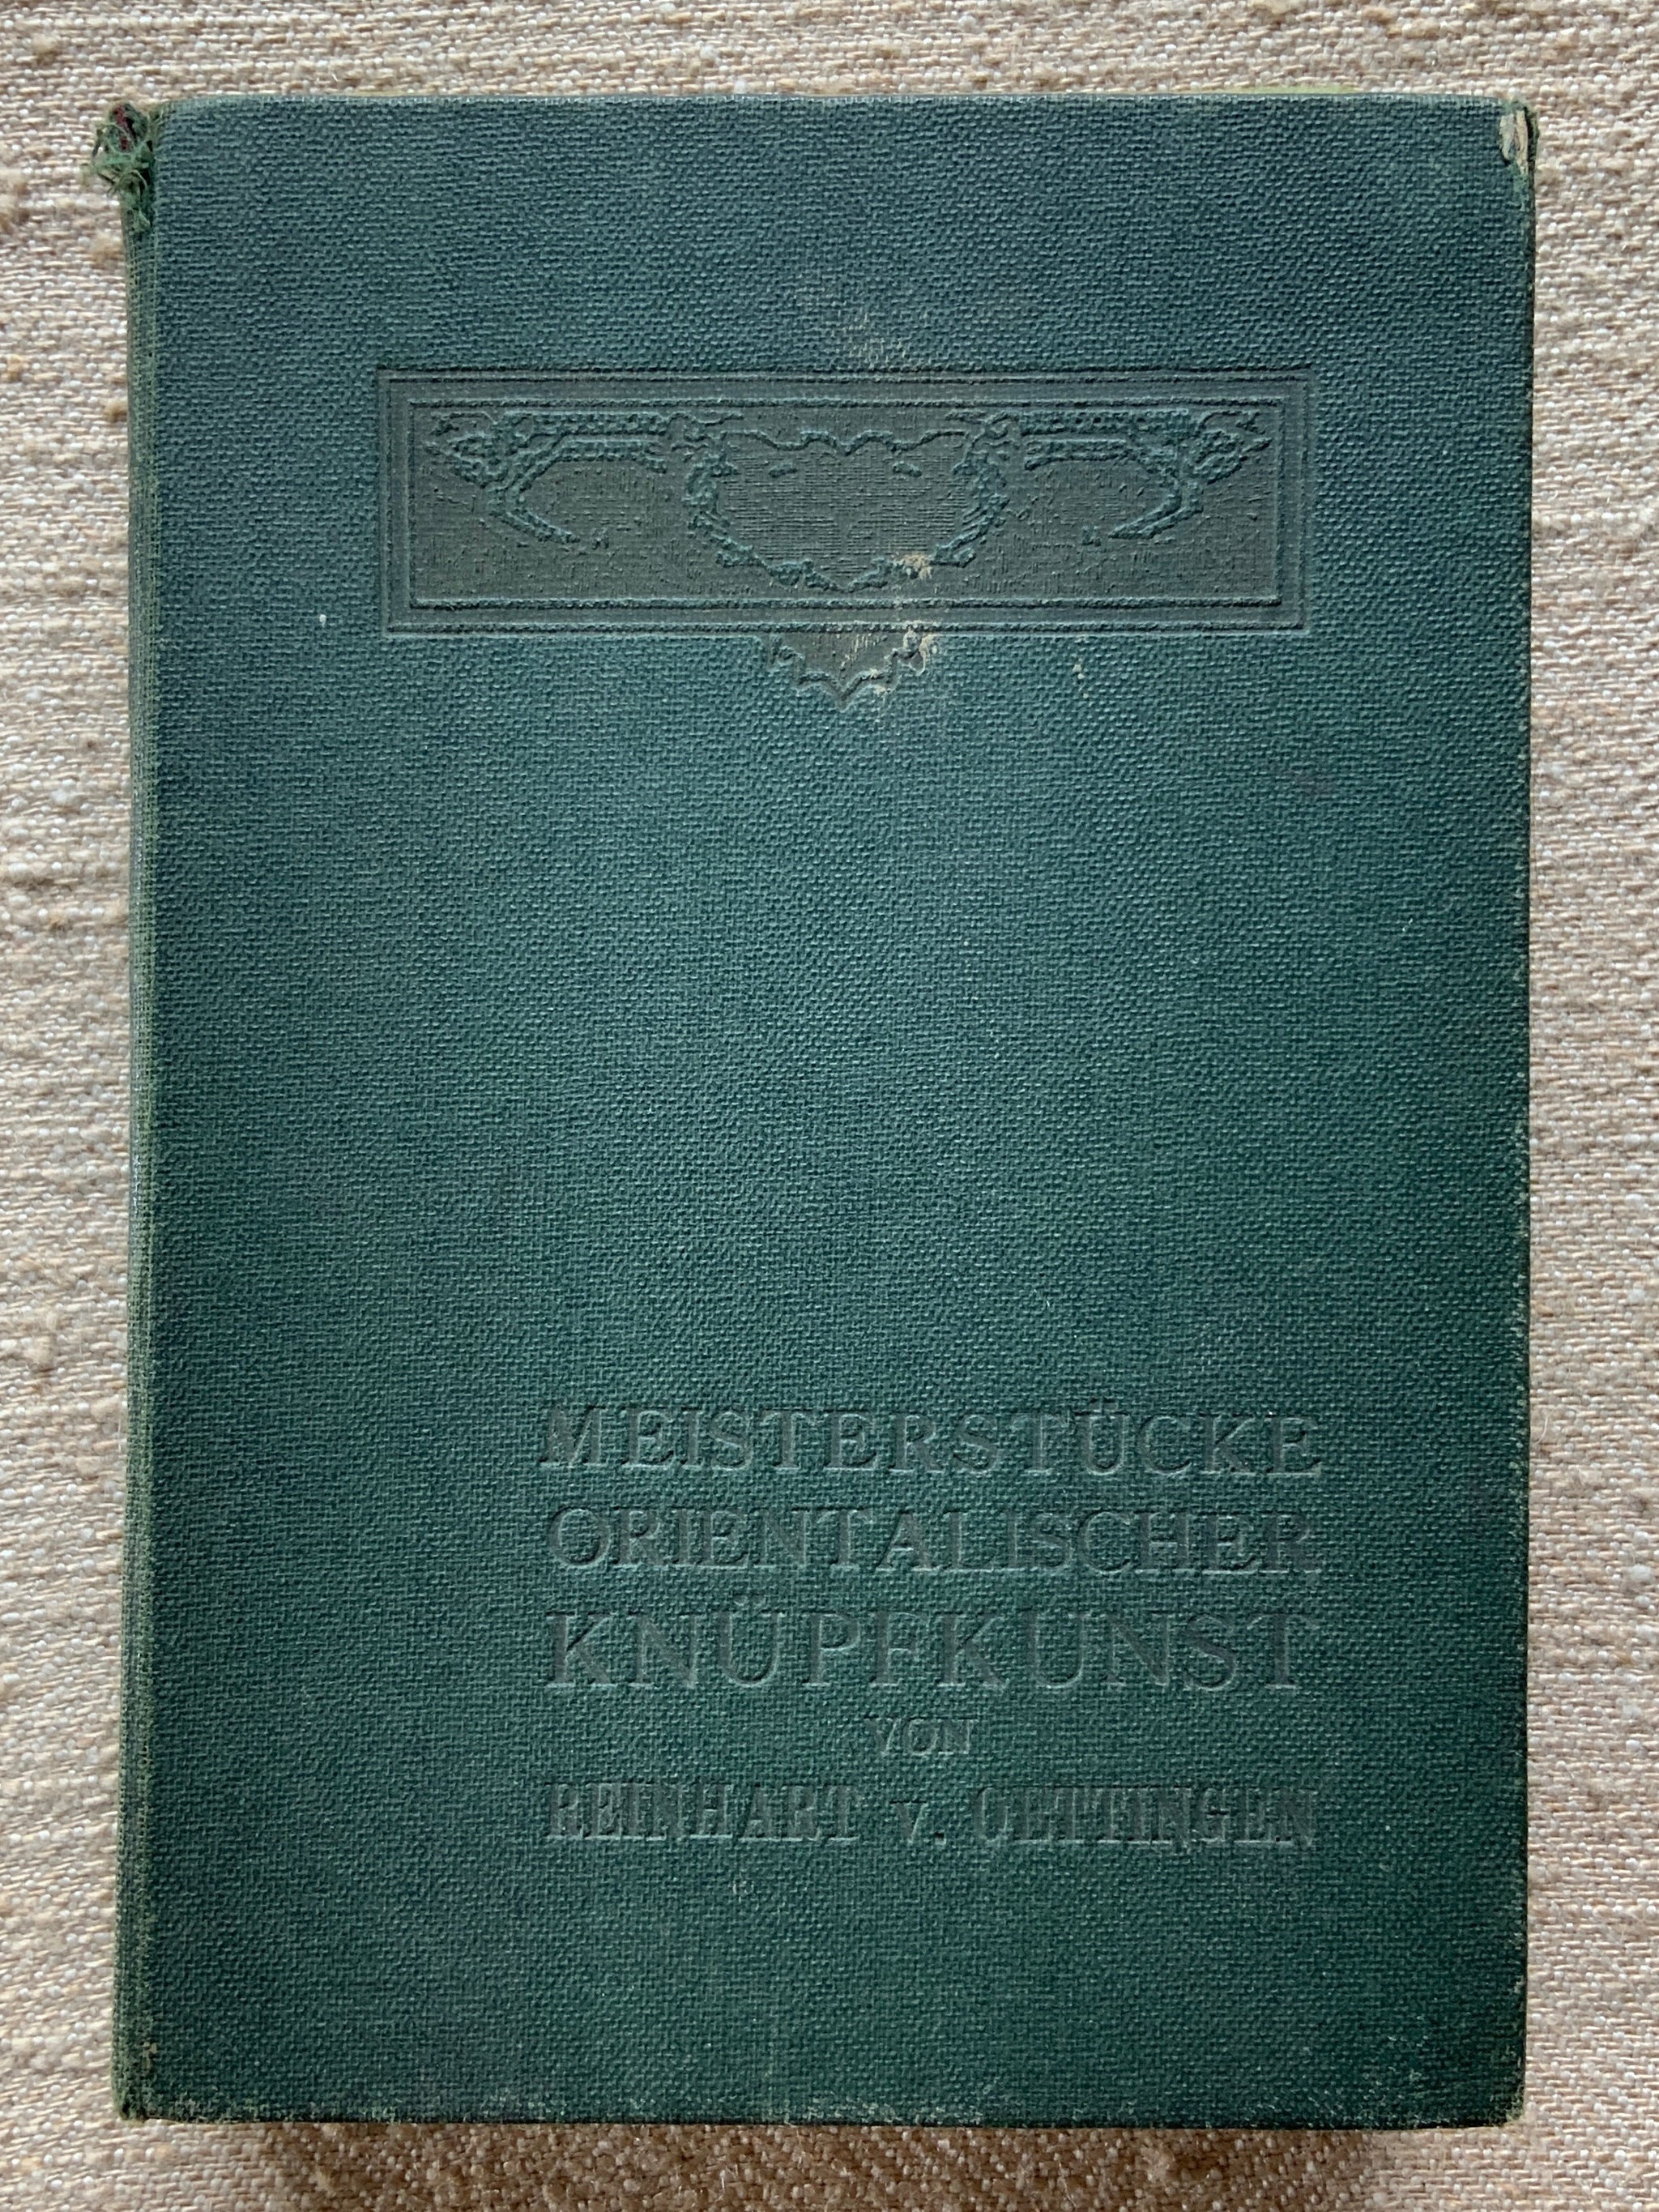 MEISTERSTÜCKE
ORIENTALISCHER
KNÜPFKUNST
VON
REINHART V. OETTINGEN